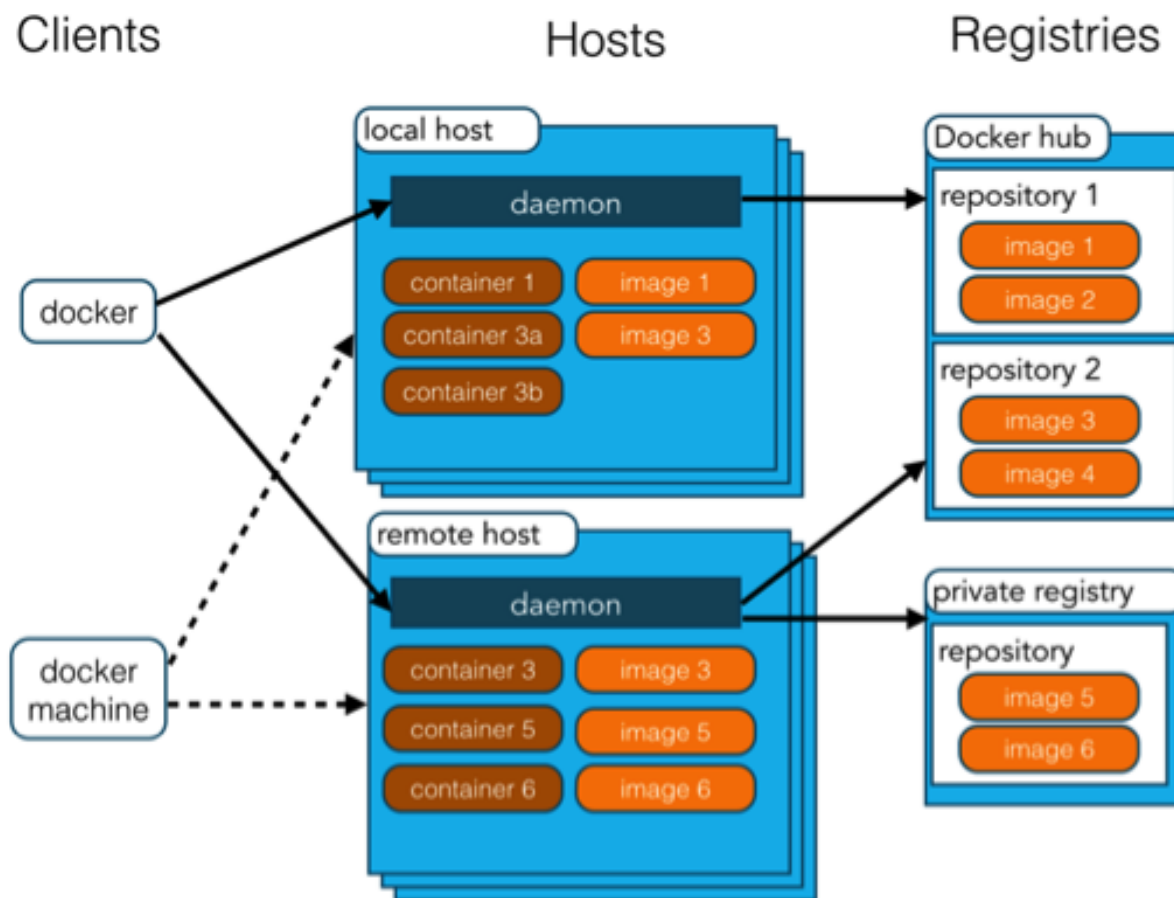 Clients
Hosts
Registries
docker
docker
machine
local host
daemon
container 1
image 1
container 3a
image 3
container 3b
remote host
daemon
container 3
image 3
container 5
image 5
container 6
image 6
Docker hub
repository 1
image 1
image 2
repository 2
image 3
image 4
private registry
repository
image 5
image 6